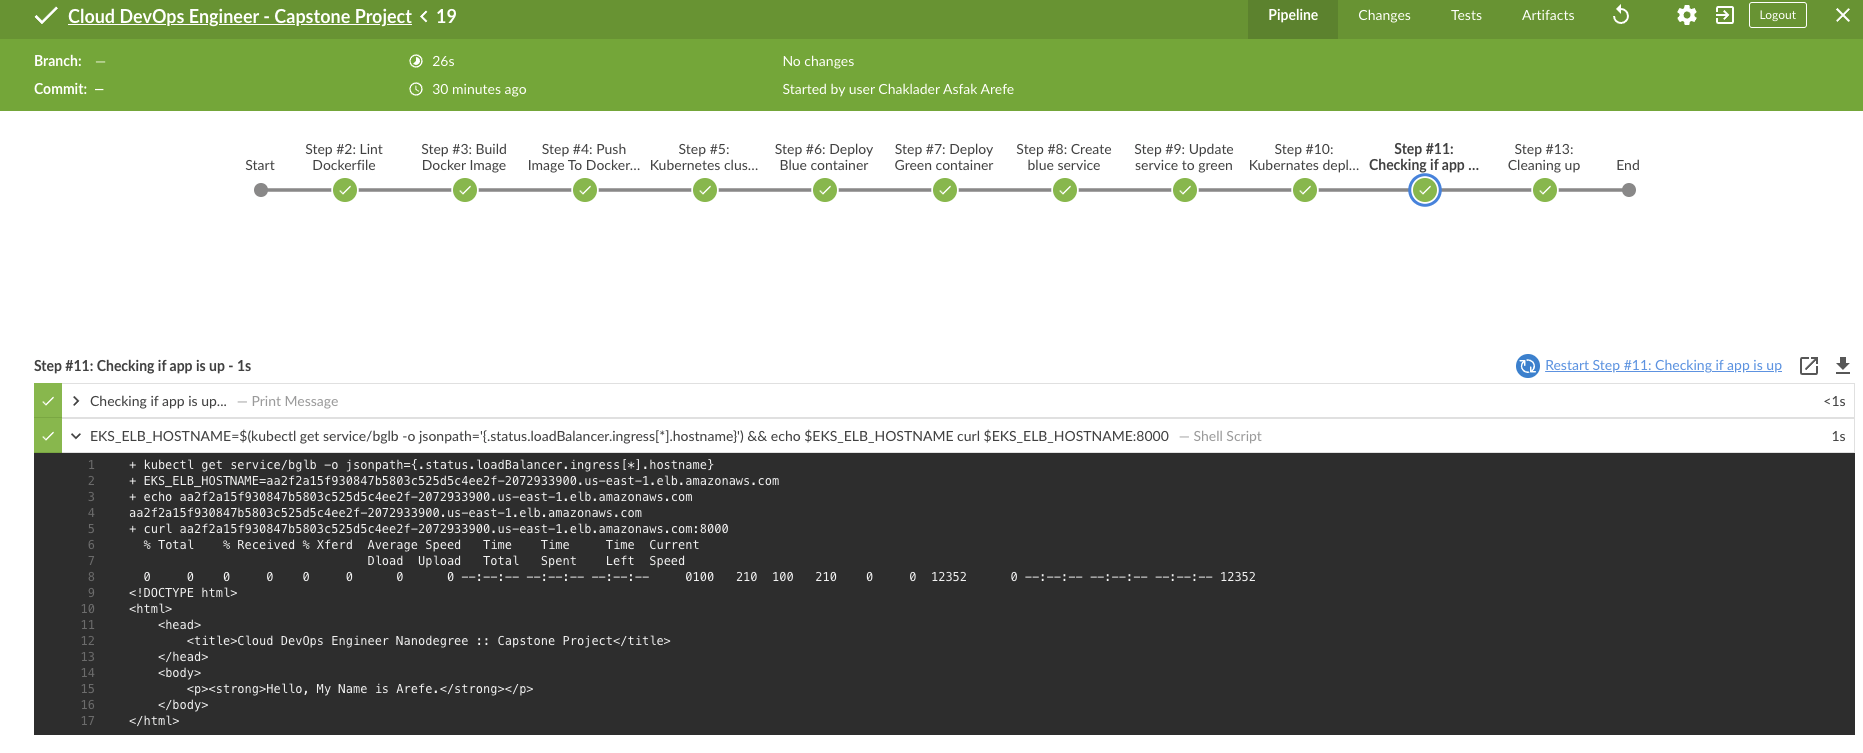 Cloud DevOps Engineer - Capstone Project < 19
Pipeline Changes Tests Artifacts Logout
Branch: —
26s
No changes
Commit: —
30 minutes ago
Started by user Chaklader Asfak Arefe
Start
Step #2: Lint
Dockerfile
Step #3: Build
Docker Image
Step #4: Push
Image To Docker...
Step #5:
Kubernetes clus...
Step #6: Deploy
Blue container
Step #7: Deploy
Green container
Step #8: Create
blue service
Step #9: Update
service to green
Step #10:
Kubernates depl...
Step #11:
Checking if app ...
Step #13:
Cleaning up
End
Step #11: Checking if app is up - 1s
Restart Step #11: Checking if app is up
Checking if app is up... — Print Message <1s
EKS_ELB_HOSTNAME=$(kubectl get service/bglb -o jsonpath='{.status.loadBalancer.ingress[*].hostname}') && echo $EKS_ELB_HOSTNAME curl $EKS_ELB_HOSTNAME:8000 — Shell Script 1s
1 + kubectl get service/bglb -o jsonpath={.status.loadBalancer.ingress[*].hostname}
2 + EKS_ELB_HOSTNAME=aa2f2a15f930847b5803c525d5c4ee2f-2072933900.us-east-1.elb.amazonaws.com
3 + echo aa2f2a15f930847b5803c525d5c4ee2f-2072933900.us-east-1.elb.amazonaws.com
4 aa2f2a15f930847b5803c525d5c4ee2f-2072933900.us-east-1.elb.amazonaws.com
5 + curl aa2f2a15f930847b5803c525d5c4ee2f-2072933900.us-east-1.elb.amazonaws.com:8000
6 % Total % Received % Xferd Average Speed Time Time Time Current
7 Dload Upload Total Spent Left Speed
8 0 0 0 0 0 0 0 0 --:--:-- --:--:-- --:--:-- 0100 210 100 210 0 0 12352 0 --:--:-- --:--:-- --:--:-- 12352
9 <!DOCTYPE html>
10 <html>
11 <head>
12 <title>Cloud DevOps Engineer Nanodegree :: Capstone Project</title>
13 </head>
14 <body>
15 <p><strong>Hello, My Name is Arefe.</strong></p>
16 </body>
17 </html>